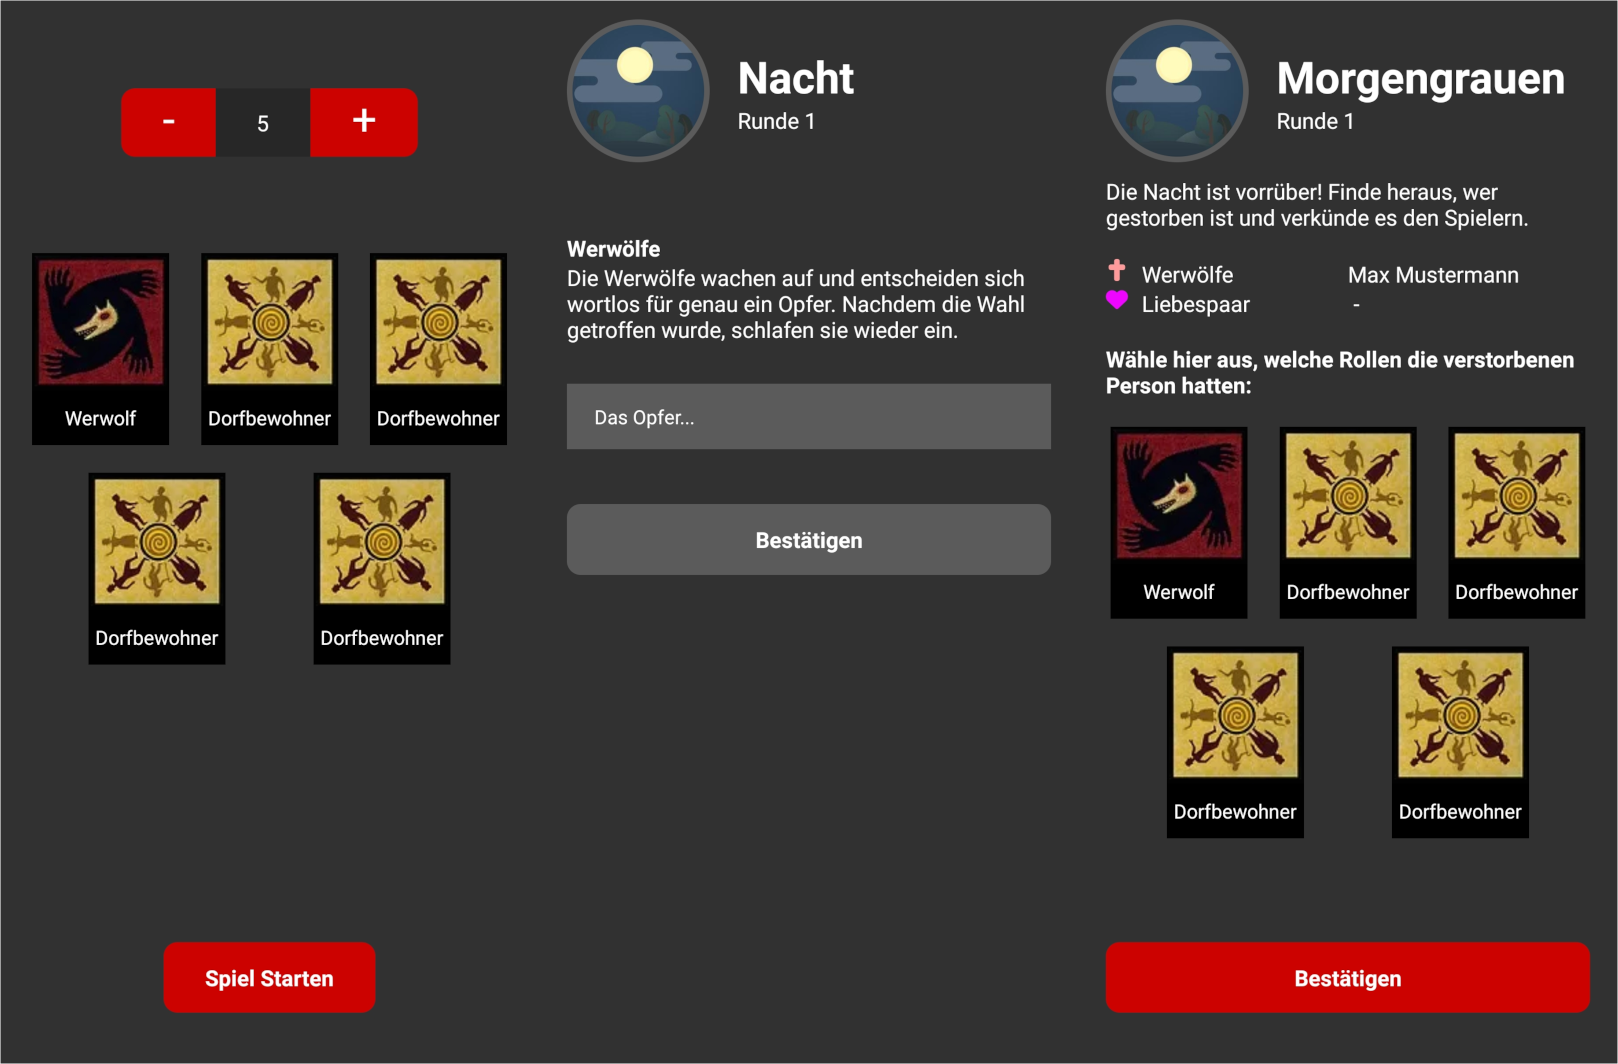 -
5
+
Werwolf
Dorfbewohner
Dorfbewohner
Dorfbewohner
Dorfbewohner
Spiel Starten
Nacht
Runde 1
Werwölfe
Die Werwölfe wachen auf und entscheiden sich
wortlos für genau ein Opfer. Nachdem die Wahl
getroffen wurde, schlafen sie wieder ein.
Das Opfer...
Bestätigen
Morgengrauen
Runde 1
Die Nacht ist vorrüber! Finde heraus, wer
gestorben ist und verkünde es den Spielern.
Werwölfe Max Mustermann
Liebespaar -
Wähle hier aus, welche Rollen die verstorbenen
Person hatten:
Werwolf
Dorfbewohner
Dorfbewohner
Dorfbewohner
Dorfbewohner
Bestätigen